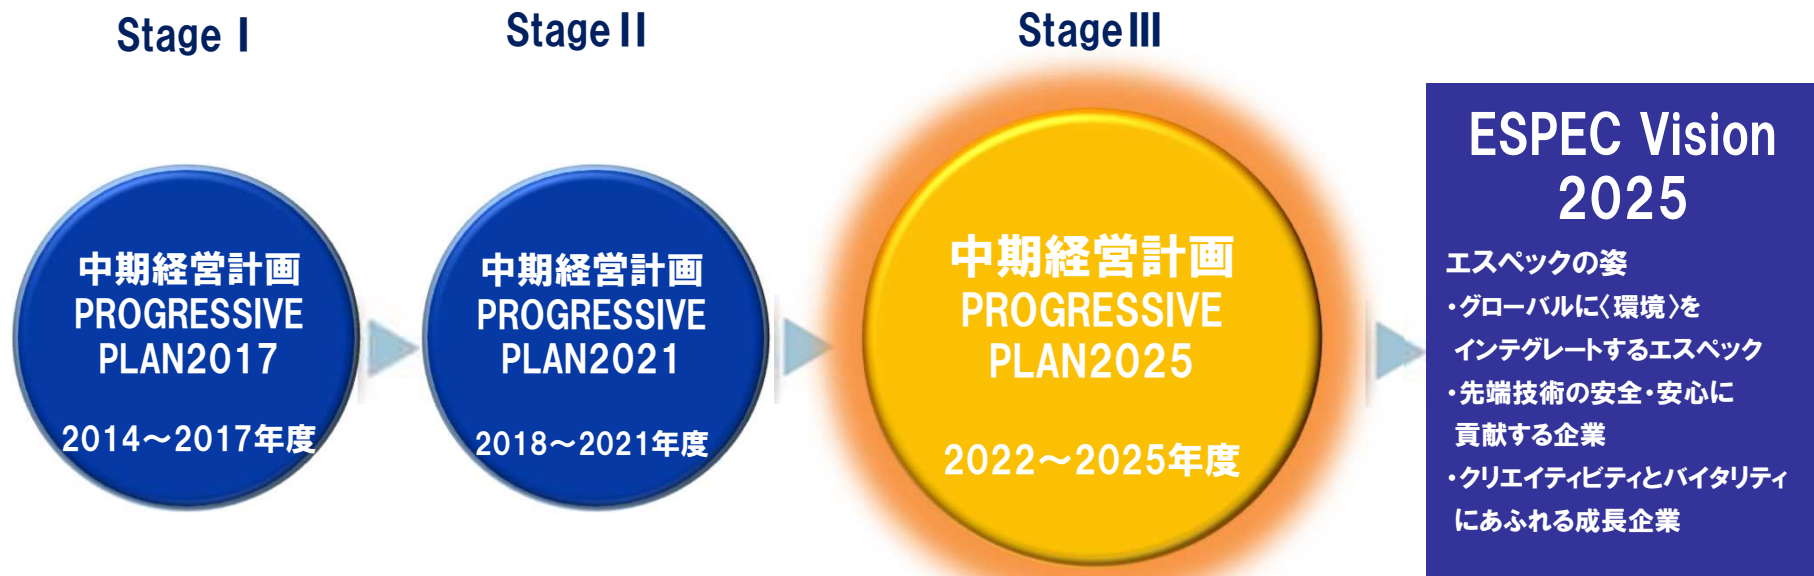 Stage Ⅰ
中期経営計画
PROGRESSIVE
PLAN2017
2014～2017年度
Stage Ⅱ
中期経営計画
PROGRESSIVE
PLAN2021
2018～2021年度
StageⅢ
中期経営計画
PROGRESSIVE
PLAN2025
2022～2025年度
ESPEC Vision
2025
エスペックの姿
・グローバルに〈環境〉を
インテグレートするエスペック
・先端技術の安全・安心に
貢献する企業
・クリエイティビティとバイタリティ
にあふれる成長企業